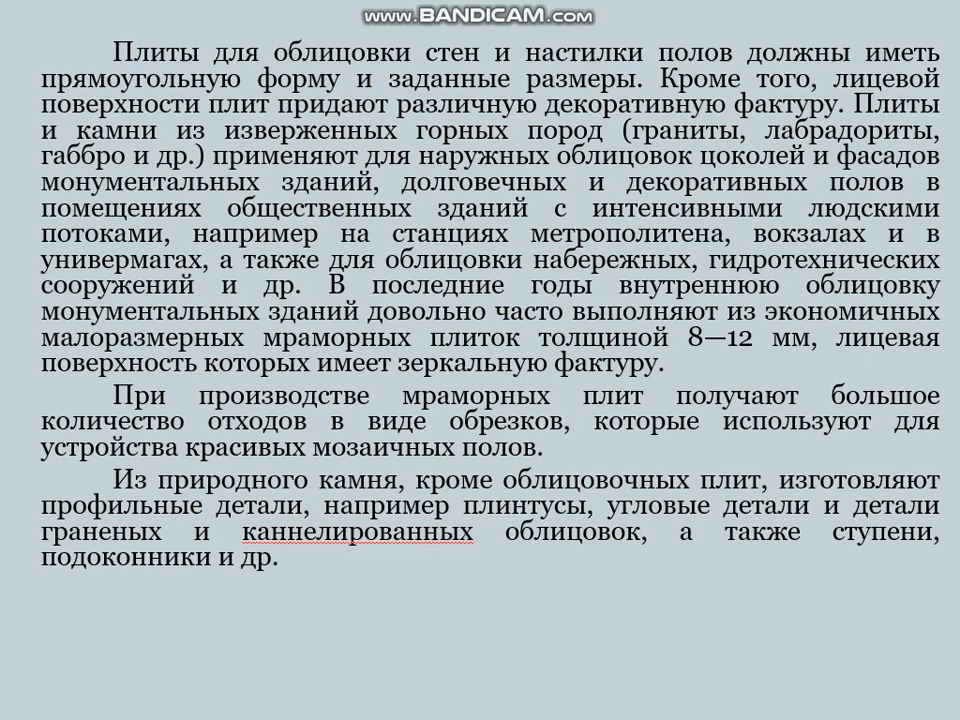 www.BANDICAM.com
Плиты для облицовки стен и настилки полов должны иметь
прямоугольную форму и заданные размеры. Кроме того, лицевой
поверхности плит придают различную декоративную фактуру. Плиты
и камни из изверженных горных пород (граниты, лабрадориты,
габбро и др.) применяют для наружных облицовок цоколей и фасадов
монументальных зданий, долговечных и декоративных полов в
помещениях общественных зданий с интенсивными людскими
потоками, например на станциях метрополитена, вокзалах и в
универмагах, а также для облицовки набережных, гидротехнических
сооружений и др. В последние годы внутреннюю облицовку
монументальных зданий довольно часто выполняют из экономичных
малоразмерных мраморных плиток толщиной 8—12 мм, лицевая
поверхность которых имеет зеркальную фактуру.
При производстве мраморных плит получают большое
количество отходов в виде обрезков, которые используют для
устройства красивых мозаичных полов.
Из природного камня, кроме облицовочных плит, изготовляют
профильные детали, например плинтусы, угловые детали и детали
граненых и каннелированных облицовок, а также ступени,
подоконники и др.